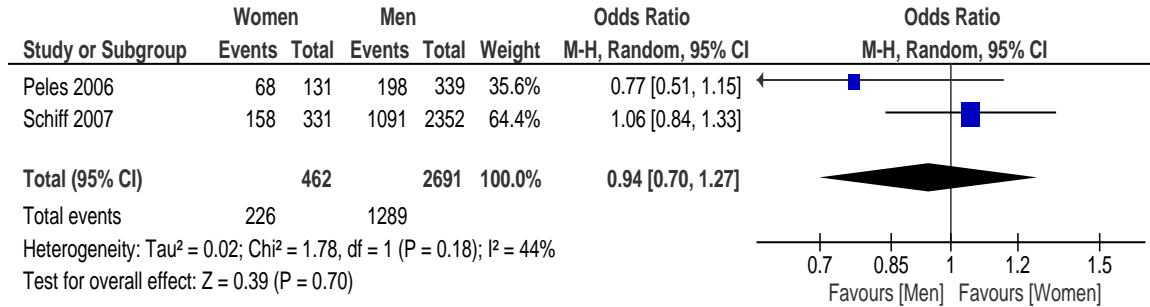 Women Men Odds Ratio Odds Ratio
Study or Subgroup Events Total Events Total Weight M-H, Random, 95% CI M-H, Random, 95% CI
Peles 2006 68 131 198 339 35.6% 0.77 [0.51, 1.15]
Schiff 2007 158 331 1091 2352 64.4% 1.06 [0.84, 1.33]
Total (95% CI) 462 2691 100.0% 0.94 [0.70, 1.27]
Total events 226 1289
Heterogeneity: Tau² = 0.02; Chi² = 1.78, df = 1 (P = 0.18); I² = 44%
Test for overall effect: Z = 0.39 (P = 0.70)
0.7 0.85 1 1.2 1.5
Favours [Men] Favours [Women]